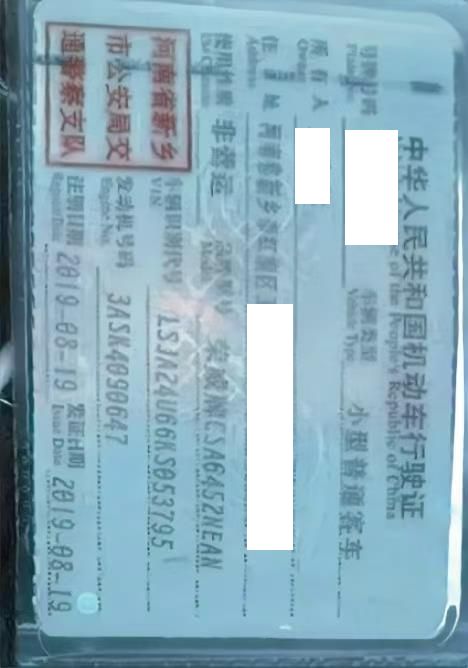 中华人民共和国机动车行驶证
of the People's Republic of China
号牌号码 车辆类型 小型普通客车
Vehicle Type
所有人
Owner
住址 河南省新乡市红旗区
Address
使用性质 非营运 品牌型号 荣威牌CSA6452NEAN
Model
河南省新乡市公安局交通警察支队
车辆识别代号 LSJA24U66KS053795
VIN
发动机号码 3ASK4090647
Engine No.
注册日期 2019-08-19 发证日期 2019-08-19
Register Date Issue Date